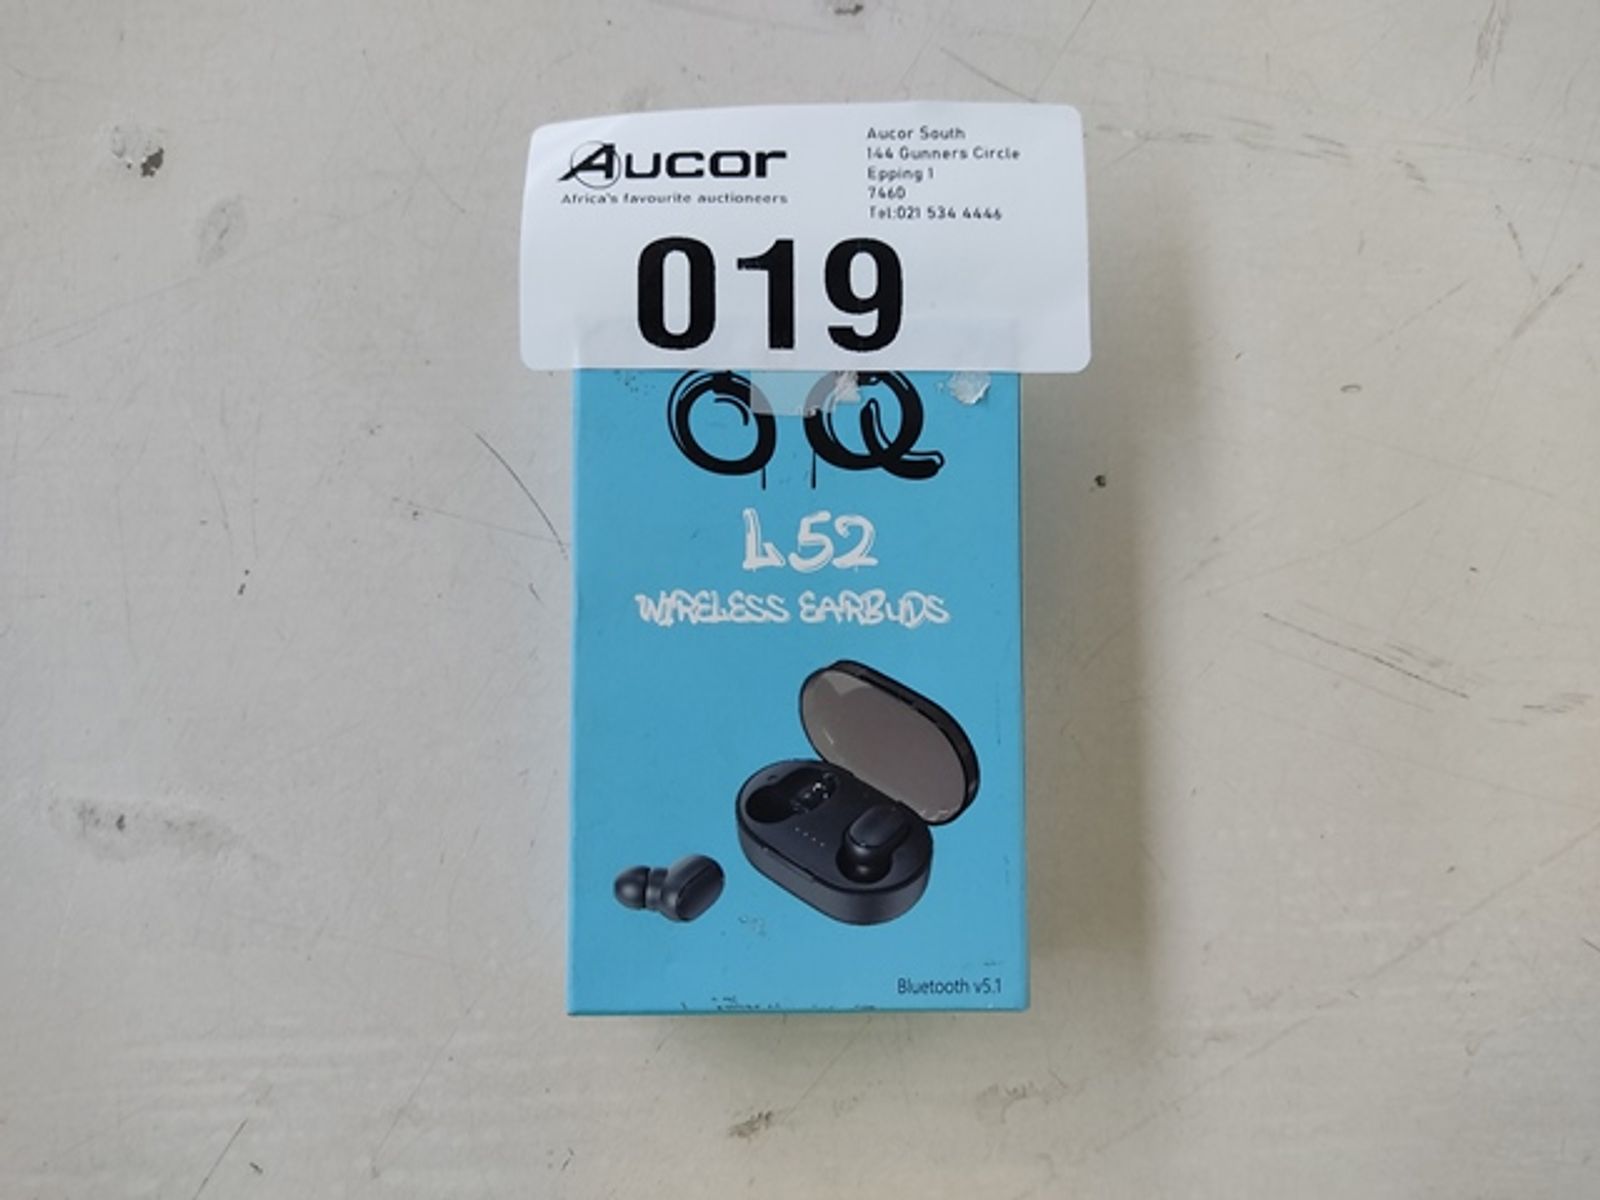 Aucor
Africa's favourite auctioneers
Aucor South
144 Gunners Circle
Epping 1
7460
Tel:021 534 4446
019
OQ
L52
WIRELESS EARBUDS
Bluetooth v5.1